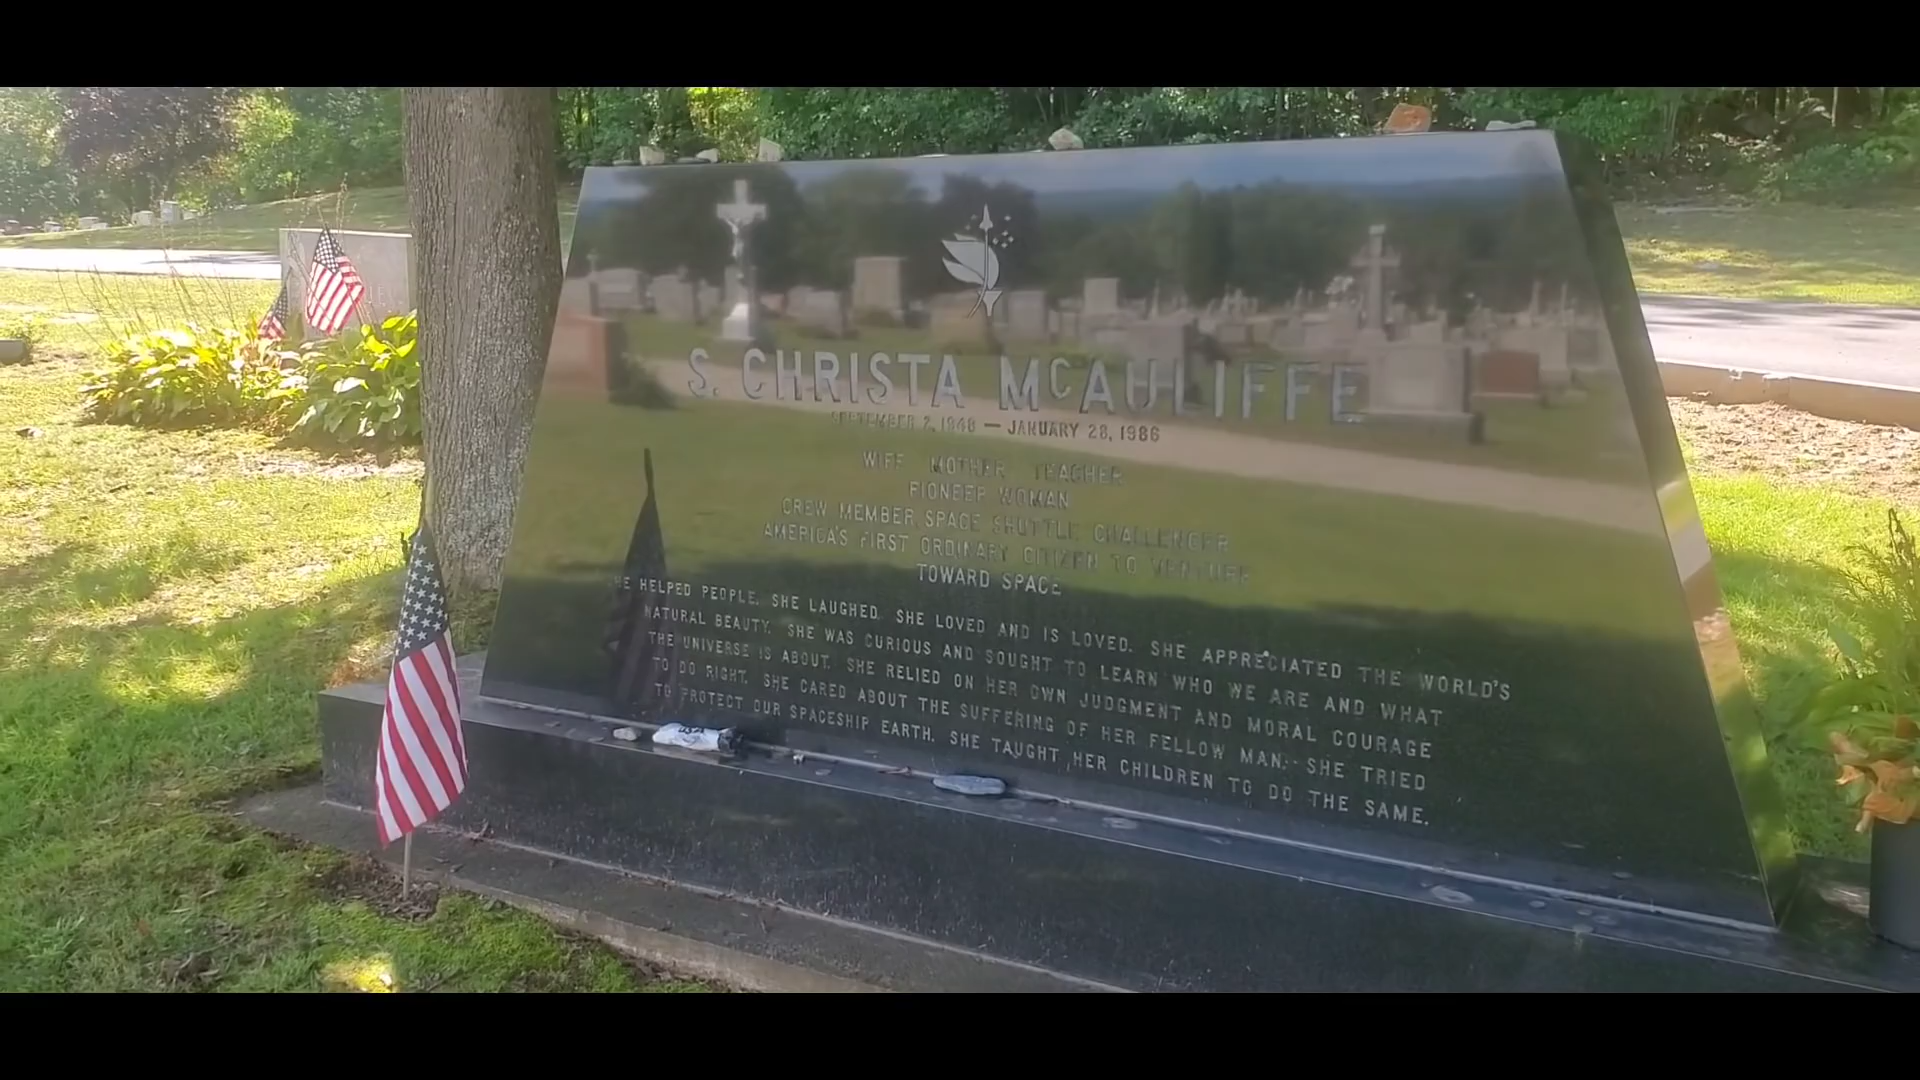 S. CHRISTA MCAULIFFE
SEPTEMBER 2, 1948 — JANUARY 28, 1986
WIFE MOTHER TEACHER
PIONEER WOMAN
CREW MEMBER, SPACE SHUTTLE CHALLENGER
AMERICA'S FIRST ORDINARY CITIZEN TO VENTURE
TOWARD SPACE
HE HELPED PEOPLE. SHE LAUGHED. SHE LOVED AND IS LOVED. SHE APPRECIATED THE WORLD'S
NATURAL BEAUTY. SHE WAS CURIOUS AND SOUGHT TO LEARN WHO WE ARE AND WHAT
THE UNIVERSE IS ABOUT. SHE RELIED ON HER OWN JUDGMENT AND MORAL COURAGE
TO DO RIGHT. SHE CARED ABOUT THE SUFFERING OF HER FELLOW MAN. SHE TRIED
TO PROTECT OUR SPACESHIP EARTH. SHE TAUGHT HER CHILDREN TO DO THE SAME.